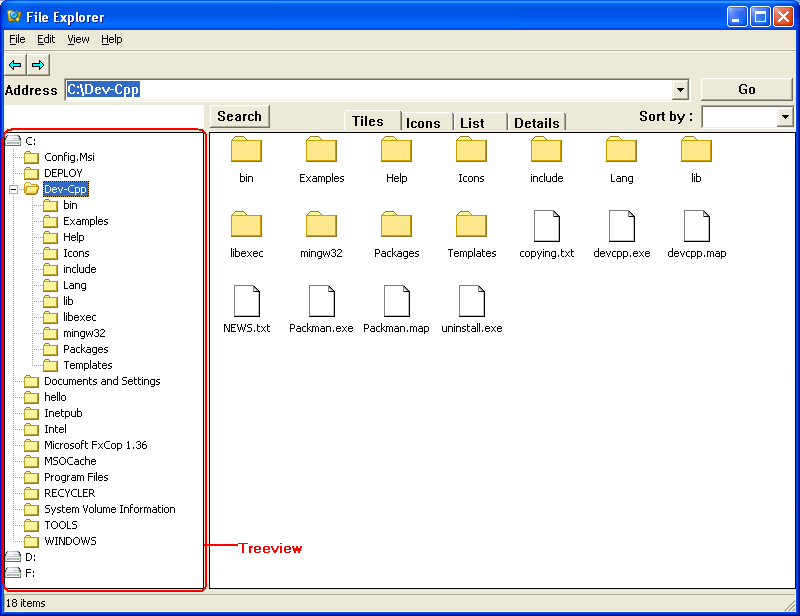 File Explorer
File Edit View Help
Address C:\Dev-Cpp Go
Search Tiles Icons List Details Sort by :
C:
Config.Msi
DEPLOY
Dev-Cpp
bin
Examples
Help
Icons
include
Lang
lib
libexec
mingw32
Packages
Templates
Documents and Settings
hello
Inetpub
Intel
Microsoft FxCop 1.36
MSOCache
Program Files
RECYCLER
System Volume Information
TOOLS
WINDOWS
D:
F:
Treeview
bin Examples Help Icons include Lang lib
libexec mingw32 Packages Templates copying.txt devcpp.exe devcpp.map
NEWS.txt Packman.exe Packman.map uninstall.exe
18 items